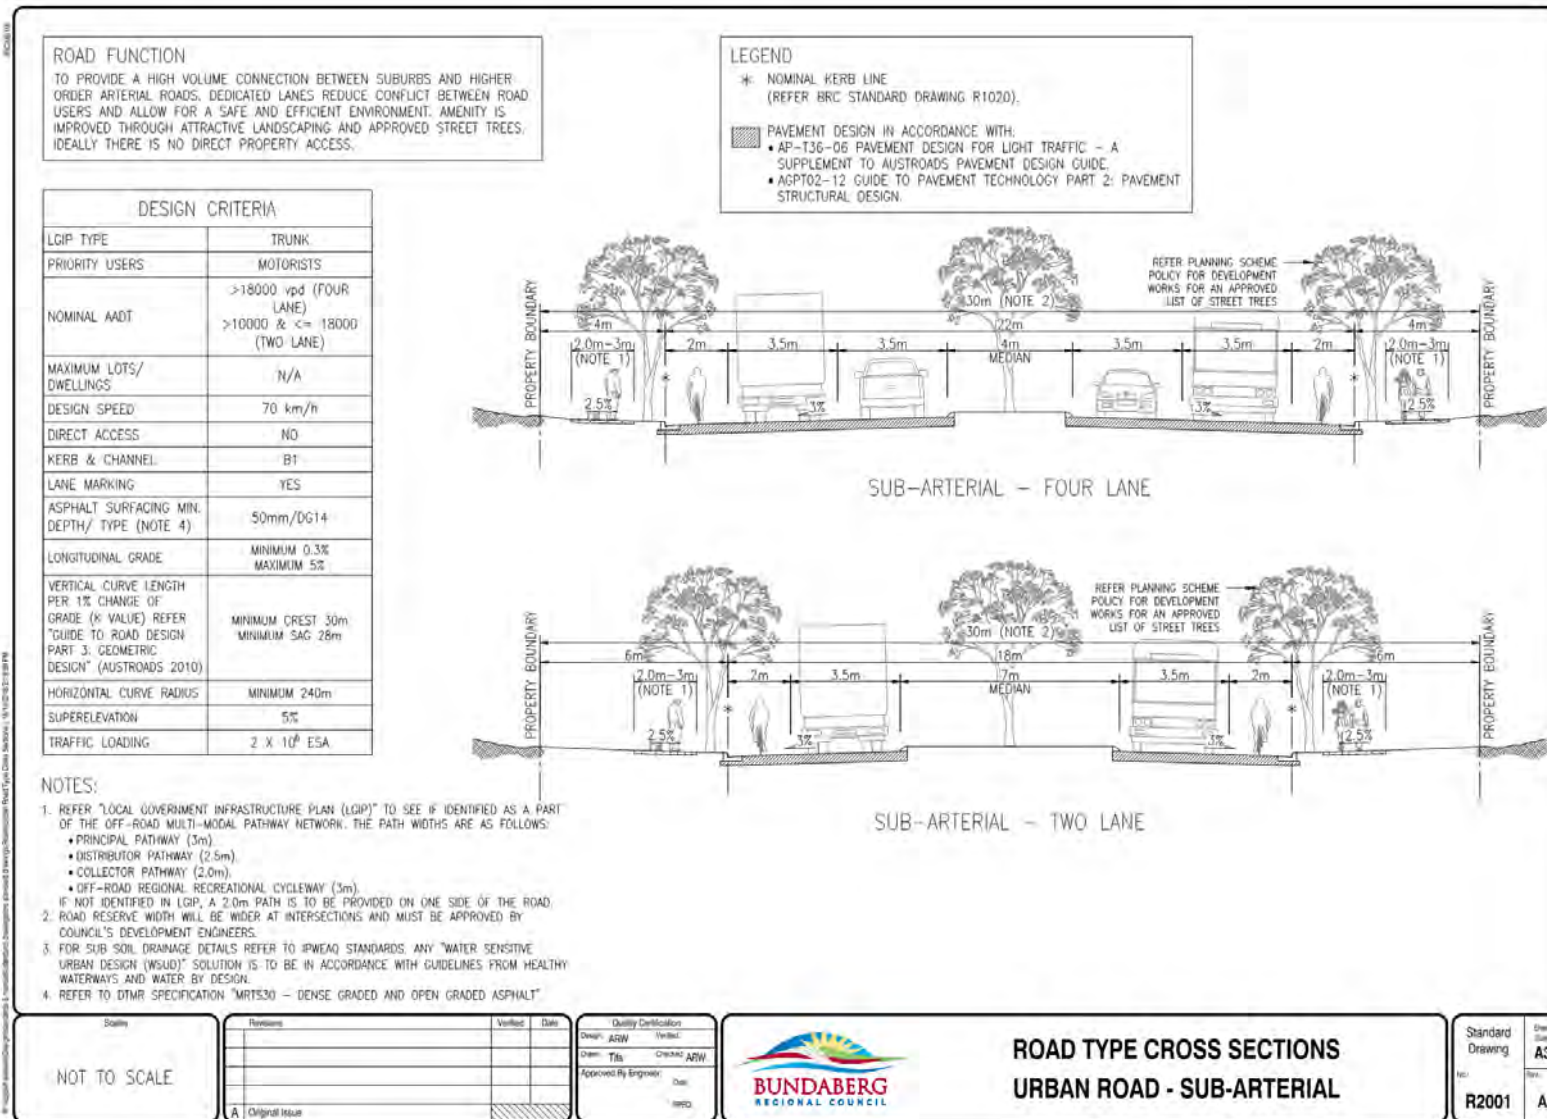 ROAD FUNCTION
TO PROVIDE A HIGH VOLUME CONNECTION BETWEEN SUBURBS AND HIGHER
ORDER ARTERIAL ROADS. DEDICATED LANES REDUCE CONFLICT BETWEEN ROAD
USERS AND ALLOW FOR A SAFE AND EFFICIENT ENVIRONMENT. AMENITY IS
IMPROVED THROUGH ATTRACTIVE LANDSCAPING AND APPROVED STREET TREES.
IDEALLY THERE IS NO DIRECT PROPERTY ACCESS.
LEGEND
* NOMINAL KERB LINE
(REFER BRC STANDARD DRAWING R1020).
PAVEMENT DESIGN IN ACCORDANCE WITH:
• AP-T36-06 PAVEMENT DESIGN FOR LIGHT TRAFFIC - A
SUPPLEMENT TO AUSTROADS PAVEMENT DESIGN GUIDE.
• AGPT02-12 GUIDE TO PAVEMENT TECHNOLOGY PART 2: PAVEMENT
STRUCTURAL DESIGN.
DESIGN CRITERIA
LGIP TYPE TRUNK
PRIORITY USERS MOTORISTS
NOMINAL AADT
>18000 vpd (FOUR
LANE)
>10000 & <= 18000
(TWO LANE)
MAXIMUM LOTS/
DWELLINGS
N/A
DESIGN SPEED 70 km/h
DIRECT ACCESS NO
KERB & CHANNEL B1
LANE MARKING YES
ASPHALT SURFACING MIN.
DEPTH/ TYPE (NOTE 4)
50mm/DG14
LONGITUDINAL GRADE
MINIMUM 0.3%
MAXIMUM 5%
VERTICAL CURVE LENGTH
PER 1% CHANGE OF
GRADE (K VALUE) REFER
"GUIDE TO ROAD DESIGN
PART 3: GEOMETRIC
DESIGN" (AUSTROADS 2010)
MINIMUM CREST 30m
MINIMUM SAG 28m
HORIZONTAL CURVE RADIUS MINIMUM 240m
SUPERELEVATION 5%
TRAFFIC LOADING 2 X 10⁶ ESA
REFER PLANNING SCHEME
POLICY FOR DEVELOPMENT
WORKS FOR AN APPROVED
LIST OF STREET TREES
PROPERTY BOUNDARY
30m (NOTE 2)
4m 22m 4m
2.0m-3m 2m 3.5m 3.5m 4m 3.5m 3.5m 2m 2.0m-3m
(NOTE 1) MEDIAN (NOTE 1)
* *
2.5% 3% 3% 2.5%
PROPERTY BOUNDARY
SUB-ARTERIAL - FOUR LANE
REFER PLANNING SCHEME
POLICY FOR DEVELOPMENT
WORKS FOR AN APPROVED
LIST OF STREET TREES
PROPERTY BOUNDARY
30m (NOTE 2)
6m 18m 6m
2.0m-3m 2m 3.5m 7m 3.5m 2m 2.0m-3m
(NOTE 1) MEDIAN (NOTE 1)
* *
2.5% 3% 3% 2.5%
PROPERTY BOUNDARY
SUB-ARTERIAL - TWO LANE
NOTES:
1. REFER "LOCAL GOVERNMENT INFRASTRUCTURE PLAN (LGIP)" TO SEE IF IDENTIFIED AS A PART
OF THE OFF-ROAD MULTI-MODAL PATHWAY NETWORK. THE PATH WIDTHS ARE AS FOLLOWS:
• PRINCIPAL PATHWAY (3m).
• DISTRIBUTOR PATHWAY (2.5m).
• COLLECTOR PATHWAY (2.0m).
• OFF-ROAD REGIONAL RECREATIONAL CYCLEWAY (3m).
IF NOT IDENTIFIED IN LGIP, A 2.0m PATH IS TO BE PROVIDED ON ONE SIDE OF THE ROAD.
2. ROAD RESERVE WIDTH WILL BE WIDER AT INTERSECTIONS AND MUST BE APPROVED BY
COUNCIL'S DEVELOPMENT ENGINEERS.
3. FOR SUB SOIL DRAINAGE DETAILS REFER TO IPWEAQ STANDARDS. ANY "WATER SENSITIVE
URBAN DESIGN (WSUD)" SOLUTION IS TO BE IN ACCORDANCE WITH GUIDELINES FROM HEALTHY
WATERWAYS AND WATER BY DESIGN.
4. REFER TO DTMR SPECIFICATION "MRTS30 - DENSE GRADED AND OPEN GRADED ASPHALT"
Scales
NOT TO SCALE
Revisions Verified Date
A Original Issue
Quality Certification
Design: ARW Verified:
Drawn: Tils Checked: ARW
Approved By Engineer:
Date:
RPEQ:
BUNDABERG
REGIONAL COUNCIL
ROAD TYPE CROSS SECTIONS
URBAN ROAD - SUB-ARTERIAL
Standard
Drawing
A3
No.:
R2001
A